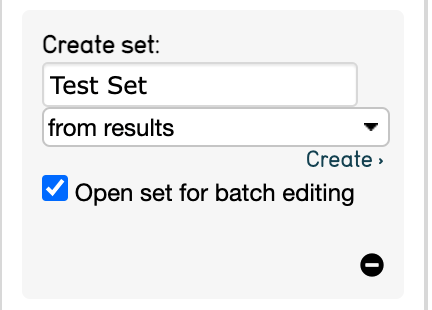 Create set:
Test Set
from results
Create ›
Open set for batch editing